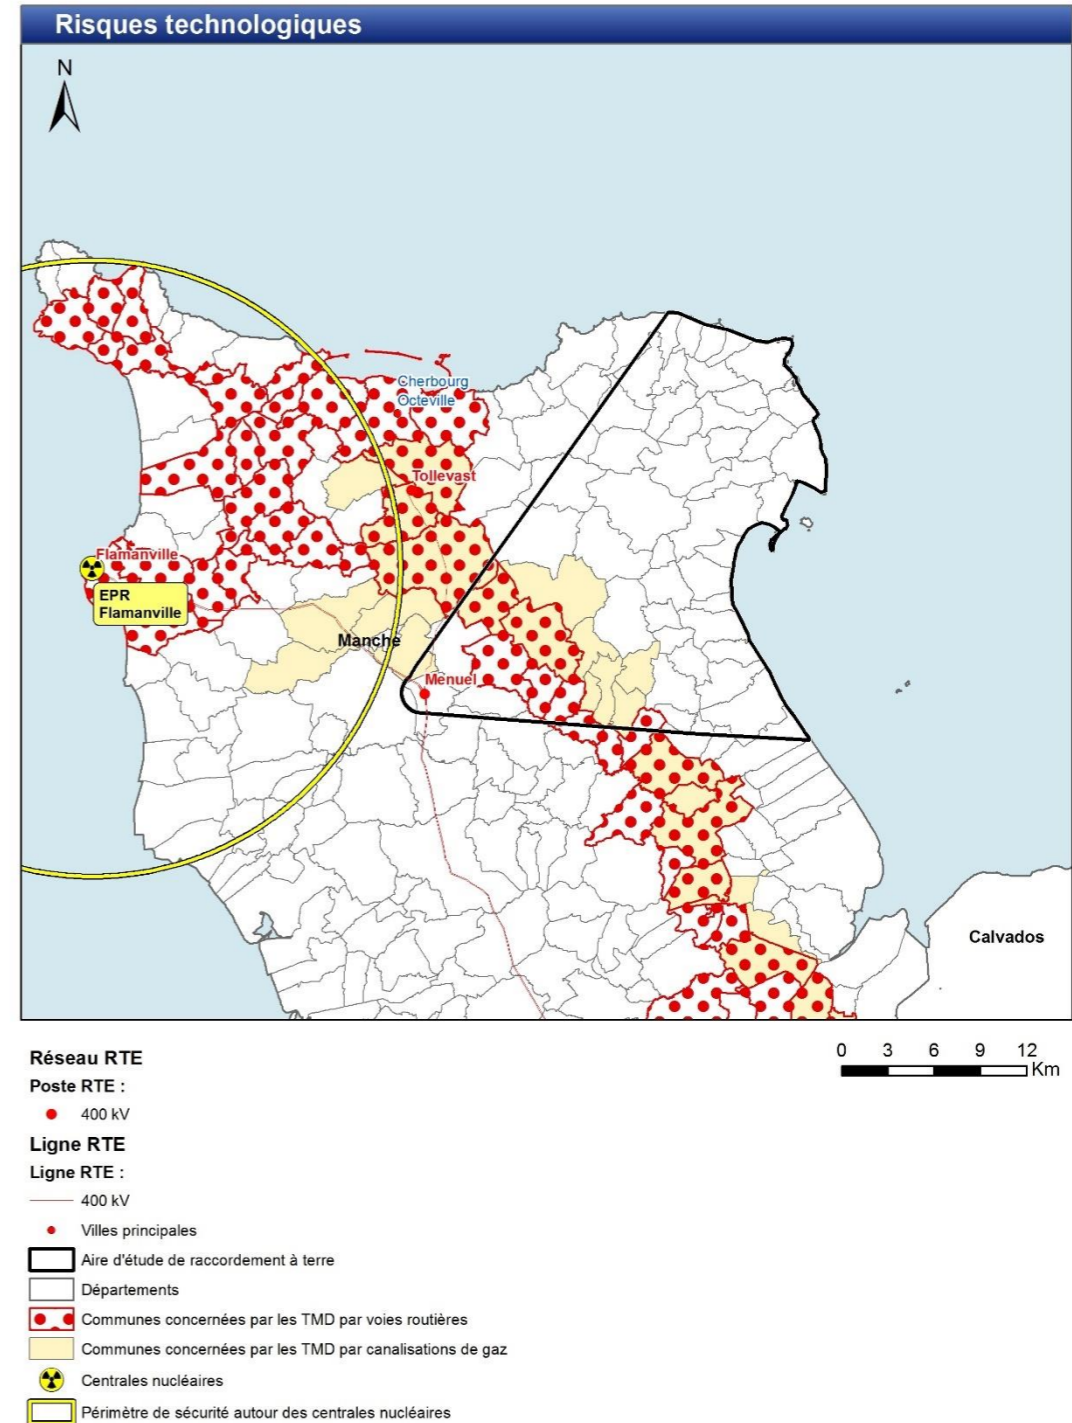 Risques technologiques
N
Cherbourg
Octeville
Tollevast
Flamanville
EPR
Flamanville
Manche
Menuel
Calvados
0 3 6 9 12
Km
Réseau RTE
Poste RTE :
400 kV
Ligne RTE
Ligne RTE :
400 kV
Villes principales
Aire d'étude de raccordement à terre
Départements
Communes concernées par les TMD par voies routières
Communes concernées par les TMD par canalisations de gaz
Centrales nucléaires
Périmètre de sécurité autour des centrales nucléaires